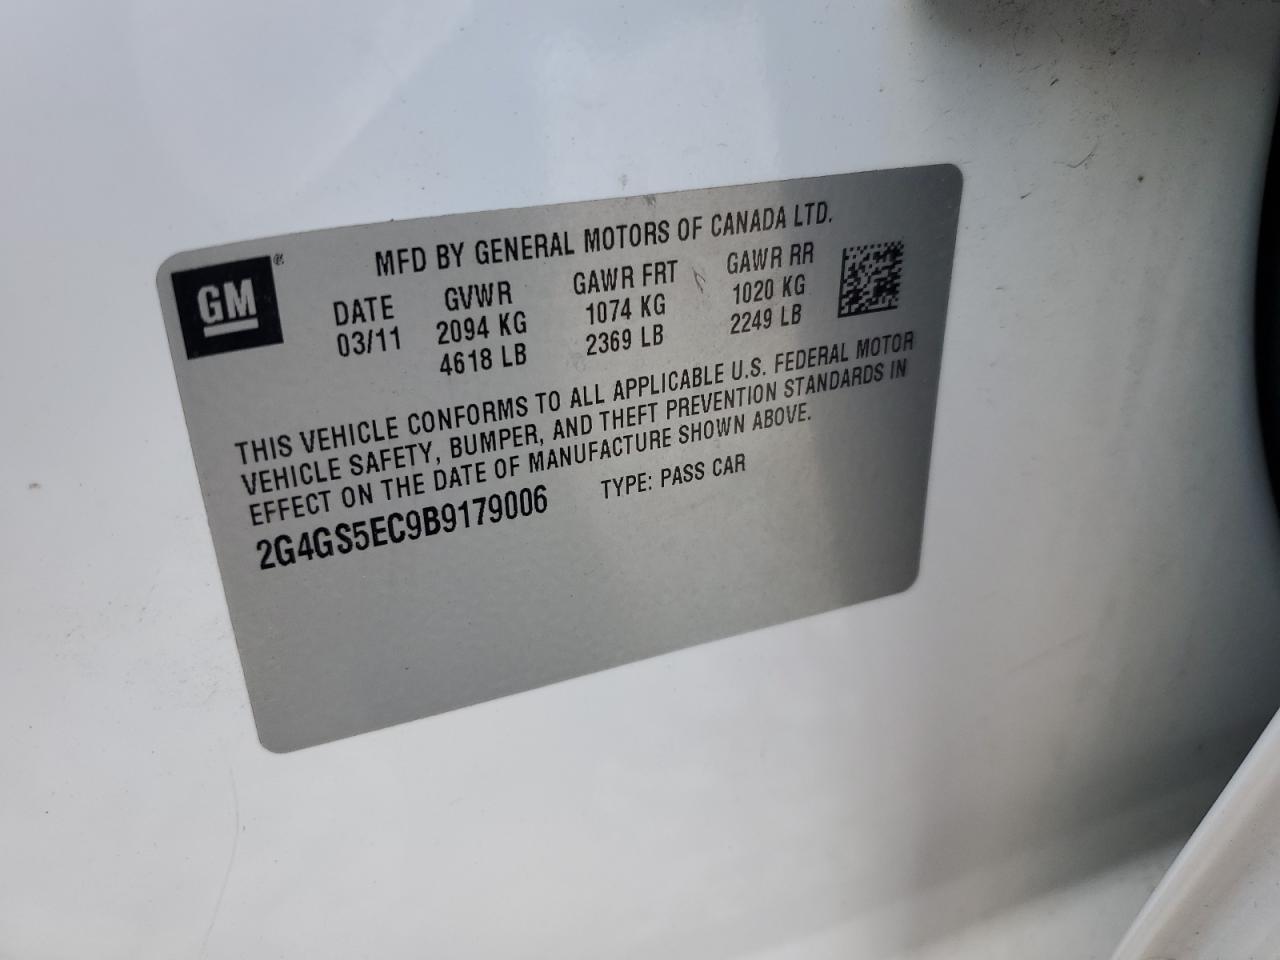 GM ®
MFD BY GENERAL MOTORS OF CANADA LTD.
DATE GVWR GAWR FRT GAWR RR
03/11 2094 KG 1074 KG 1020 KG
4618 LB 2369 LB 2249 LB
THIS VEHICLE CONFORMS TO ALL APPLICABLE U.S. FEDERAL MOTOR
VEHICLE SAFETY, BUMPER, AND THEFT PREVENTION STANDARDS IN
EFFECT ON THE DATE OF MANUFACTURE SHOWN ABOVE.
2G4GS5EC9B9179006 TYPE: PASS CAR